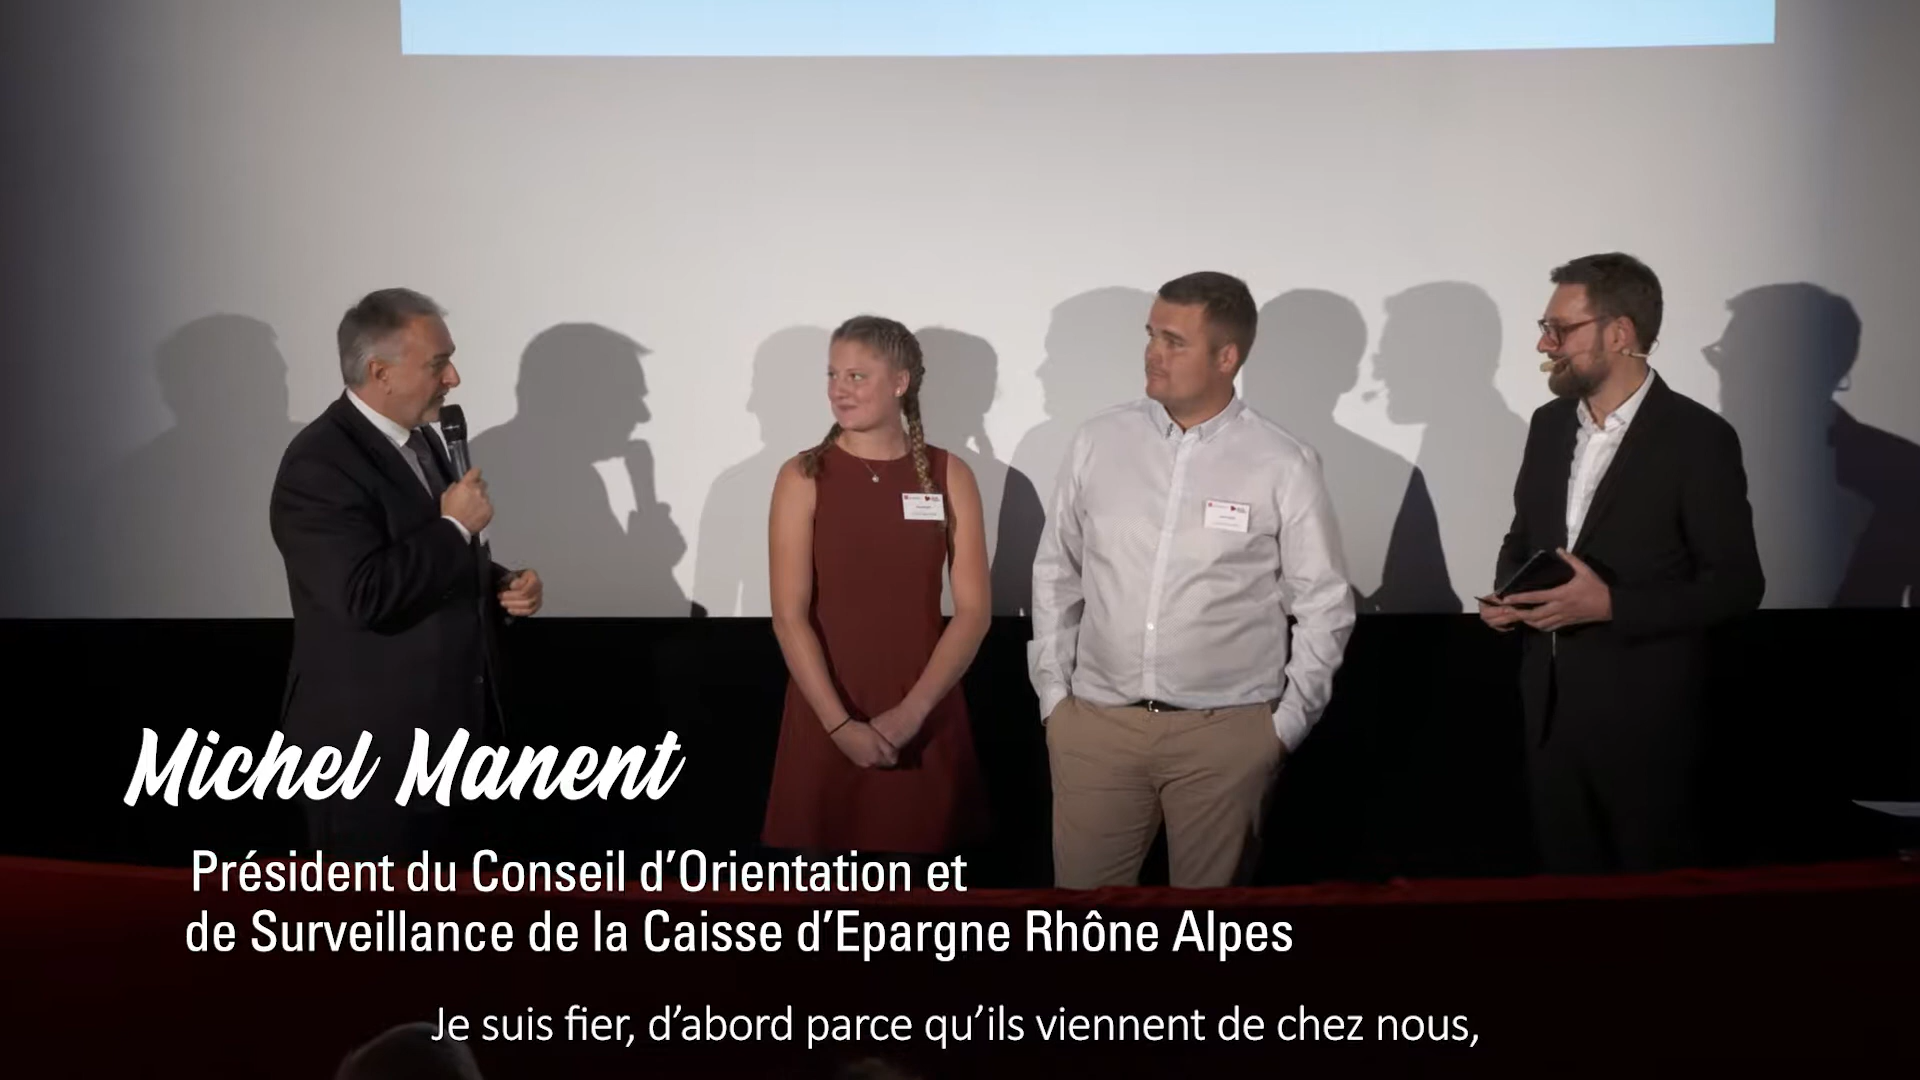 Michel Manent
Président du Conseil d’Orientation et
de Surveillance de la Caisse d’Epargne Rhône Alpes
Je suis fier, d’abord parce qu’ils viennent de chez nous,